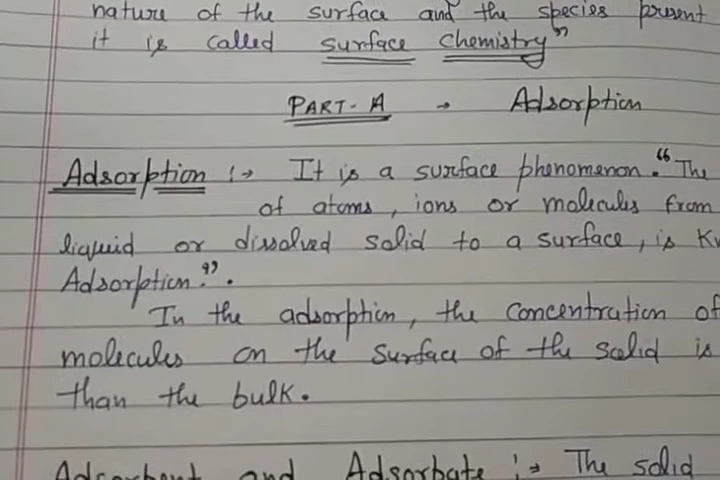 nature of the surface and the species present
it is called surface chemistry"
PART-A → Adsorption
Adsorption :→ It is a surface phenomenon. "The
of atoms, ions or molecules from
liquid or dissolved solid to a surface, is
Adsorption.".
In the adsorption, the concentration of
molecules on the surface of the solid is
than the bulk.
Adsorbent and Adsorbate :→ The solid